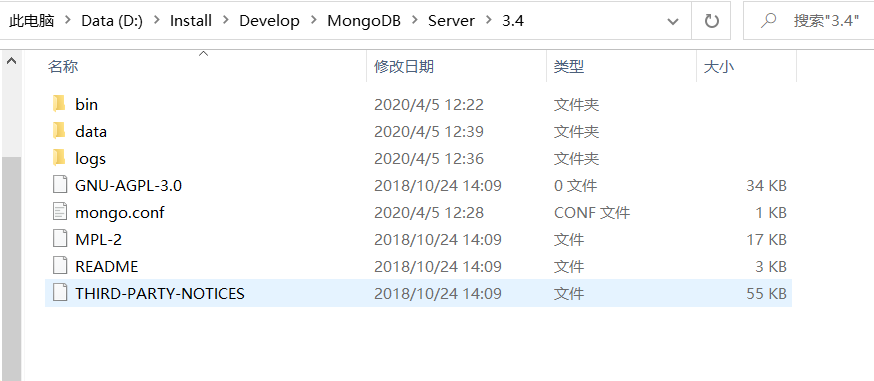 此电脑 > Data (D:) > Install > Develop > MongoDB > Server > 3.4 搜索"3.4"
名称 修改日期 类型 大小
bin 2020/4/5 12:22 文件夹
data 2020/4/5 12:39 文件夹
logs 2020/4/5 12:36 文件夹
GNU-AGPL-3.0 2018/10/24 14:09 0 文件 34 KB
mongo.conf 2020/4/5 12:28 CONF 文件 1 KB
MPL-2 2018/10/24 14:09 文件 17 KB
README 2018/10/24 14:09 文件 3 KB
THIRD-PARTY-NOTICES 2018/10/24 14:09 文件 55 KB